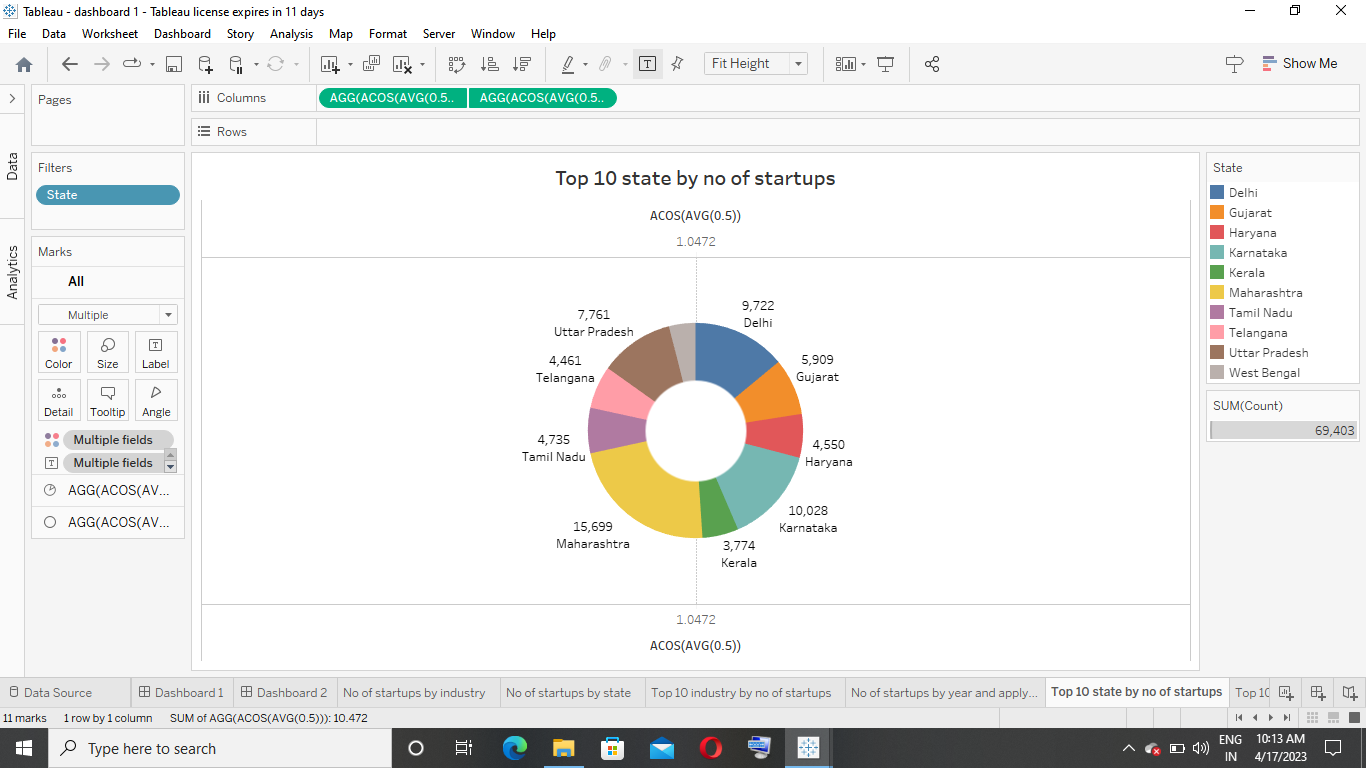 Tableau - dashboard 1 - Tableau license expires in 11 days
File Data Worksheet Dashboard Story Analysis Map Format Server Window Help
Fit Height
Show Me
Data
Analytics
Pages
Filters
State
Marks
All
Multiple
Color Size Label
Detail Tooltip Angle
Multiple fields
Multiple fields
AGG(ACOS(AV...
AGG(ACOS(AV...
Columns
AGG(ACOS(AVG(0.5.. AGG(ACOS(AVG(0.5..
Rows
Top 10 state by no of startups
ACOS(AVG(0.5))
1.0472
9,722
Delhi
5,909
Gujarat
4,550
Haryana
10,028
Karnataka
3,774
Kerala
15,699
Maharashtra
4,735
Tamil Nadu
4,461
Telangana
7,761
Uttar Pradesh
1.0472
ACOS(AVG(0.5))
State
Delhi
Gujarat
Haryana
Karnataka
Kerala
Maharashtra
Tamil Nadu
Telangana
Uttar Pradesh
West Bengal
SUM(Count)
69,403
Data Source Dashboard 1 Dashboard 2 No of startups by industry No of startups by state Top 10 industry by no of startups No of startups by year and apply... Top 10 state by no of startups Top 10
11 marks 1 row by 1 column SUM of AGG(ACOS(AVG(0.5))): 10.472
Type here to search
ENG
IN
10:13 AM
4/17/2023